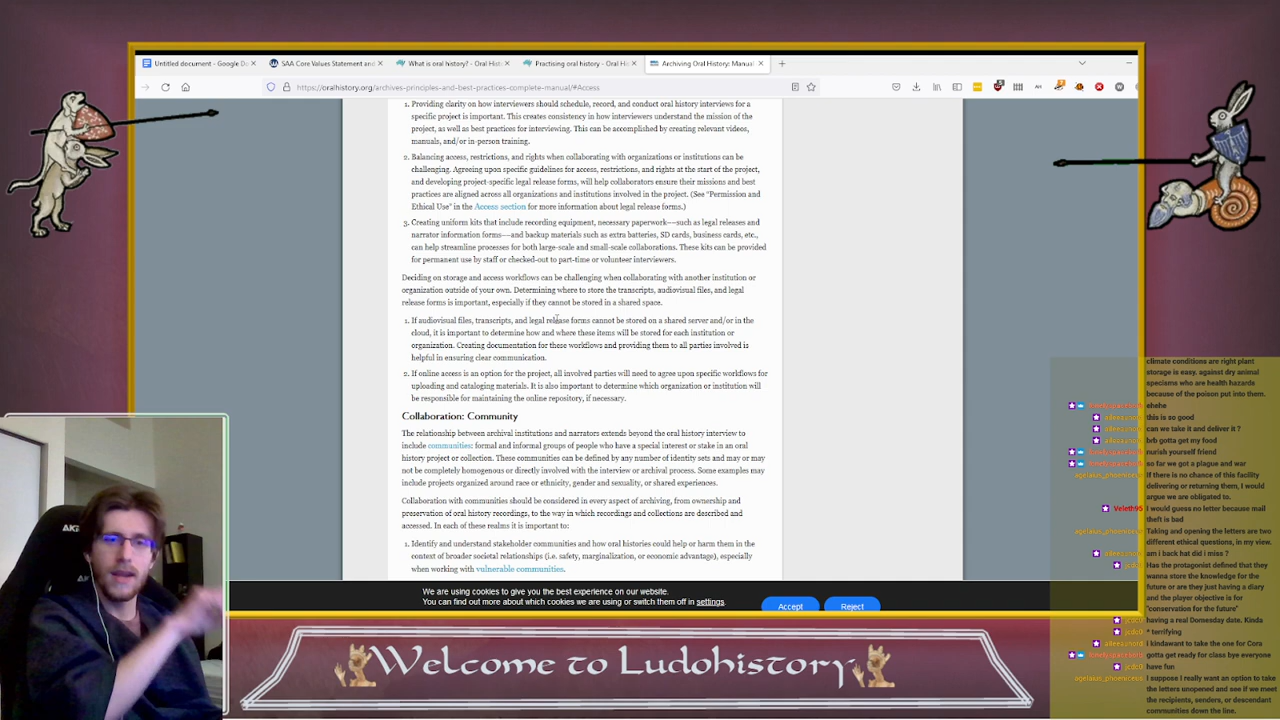 Untitled document - Google Do
SAA Core Values Statement and
What is oral history? - Oral Hist
Practising oral history - Oral His
Archiving Oral History: Manual
https://oralhistory.org/archives-principles-and-best-practices-complete-manual/#Access
1. Providing clarity on how interviewers should schedule, record, and conduct oral history interviews for a
specific project is important. This creates consistency in how interviewers understand the mission of the
project, as well as best practices for interviewing. This can be accomplished by creating relevant videos,
manuals, and/or in-person training.
2. Balancing access, restrictions, and rights when collaborating with organizations or institutions can be
challenging. Agreeing upon specific guidelines for access, restrictions, and rights at the start of the project,
and developing project-specific legal release forms, will help collaborators ensure their missions and best
practices are aligned across all organizations and institutions involved in the project. (See "Permission and
Ethical Use" in the Access section for more information about legal release forms.)
3. Creating uniform kits that include recording equipment, necessary paperwork––such as legal releases and
narrator information forms––and backup materials such as extra batteries, SD cards, business cards, etc.,
can help streamline processes for both large-scale and small-scale collaborations. These kits can be provided
for permanent use by staff or checked-out to part-time or volunteer interviewers.
Deciding on storage and access workflows can be challenging when collaborating with another institution or
organization outside of your own. Determining where to store the transcripts, audiovisual files, and legal
release forms is important, especially if they cannot be stored in a shared space.
1. If audiovisual files, transcripts, and legal release forms cannot be stored on a shared server and/or in the
cloud, it is important to determine how and where these items will be stored for each institution or
organization. Creating documentation for these workflows and providing them to all parties involved is
helpful in ensuring clear communication.
2. If online access is an option for the project, all involved parties will need to agree upon specific workflows for
uploading and cataloging materials. It is also important to determine which organization or institution will
be responsible for maintaining the online repository, if necessary.
Collaboration: Community
The relationship between archival institutions and narrators extends beyond the oral history interview to
include communities: formal and informal groups of people who have a special interest or stake in an oral
history project or collection. These communities can be defined by any number of identity sets and may or may
not be completely homogenous or directly involved with the interview or archival process. Some examples may
include projects organized around race or ethnicity, gender and sexuality, or shared experiences.
Collaboration with communities should be considered in every aspect of archiving, from ownership and
preservation of oral history recordings, to the way in which recordings and collections are described and
accessed. In each of these realms it is important to:
1. Identify and understand stakeholder communities and how oral histories could help or harm them in the
context of broader societal relationships (i.e. safety, marginalization, or economic advantage), especially
when working with vulnerable communities.
We are using cookies to give you the best experience on our website.
You can find out more about which cookies we are using or switch them off in settings.
Accept
Reject
climate conditions are right plant
storage is easy. against dry animal
specisms who are health hazards
because of the poison put into them.
ehehe
this is so good
can we take it and deliver it ?
brb gotta get my food
nurish yourself friend
so far we got a plague and war
If there is no chance of this facility
delivering or returning them, I would
argue we are obligated to.
Veleth95 I would guess no letter because mail
theft is bad
Taking and opening the letters are two
different ethical questions, in my view.
am i back hat did i miss ?
jcdc0 Has the protagonist defined that they
wanna store the knowledge for the
future or are they just having a diary
and the player objective is for
"conservation for the future"
jcdc0 having a real Domesday date. Kinda
jcdc0 * terrifying
I kindawant to take the one for Cora
gotta get ready for class bye everyone
jcdc0 have fun
I suppose I really want an option to take
the letters unopened and see if we meet
the recipients, senders, or descendant
communities down the line.
Welcome to Ludohistory